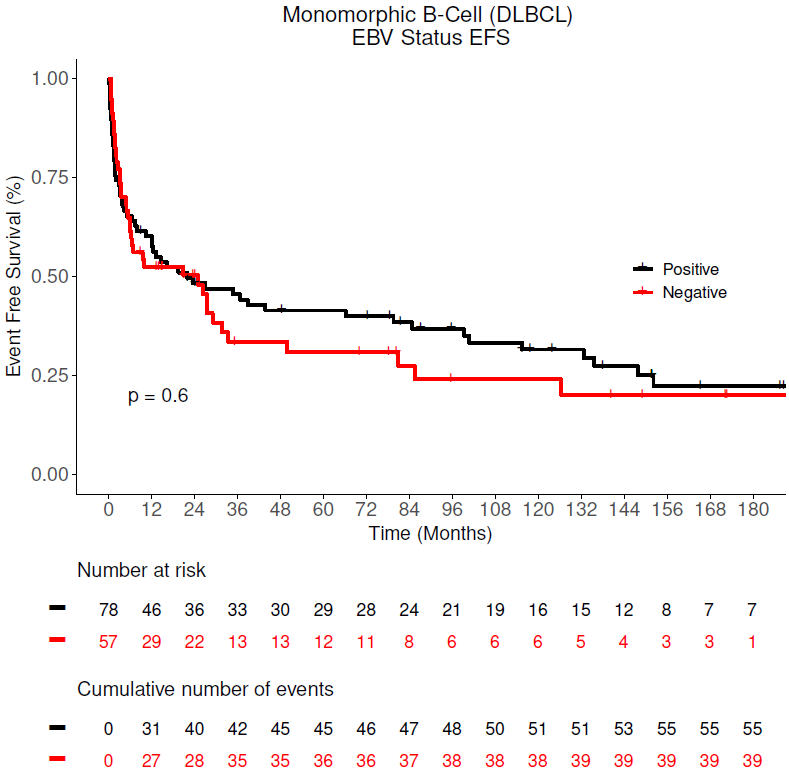 Monomorphic B-Cell (DLBCL)
EBV Status EFS
Event Free Survival (%)
1.00
0.75
0.50
0.25
0.00
Positive
Negative
p = 0.6
0 12 24 36 48 60 72 84 96 108 120 132 144 156 168 180
Time (Months)
Number at risk
78 46 36 33 30 29 28 24 21 19 16 15 12 8 7 7
57 29 22 13 13 12 11 8 6 6 6 5 4 3 3 1
Cumulative number of events
0 31 40 42 45 45 46 47 48 50 51 51 53 55 55 55
0 27 28 35 35 36 36 37 38 38 38 39 39 39 39 39